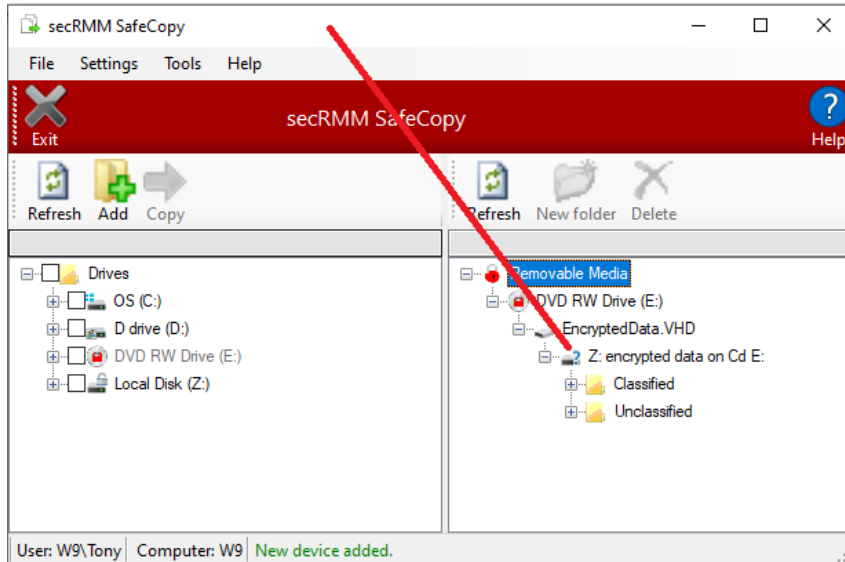 secRMM SafeCopy
File Settings Tools Help
secRMM SafeCopy
Exit
Help
Refresh Add Copy
Refresh New folder Delete
Drives
OS (C:)
D drive (D:)
DVD RW Drive (E:)
Local Disk (Z:)
Removable Media
DVD RW Drive (E:)
EncryptedData.VHD
Z: encrypted data on Cd E:
Classified
Unclassified
User: W9\Tony Computer: W9 New device added.